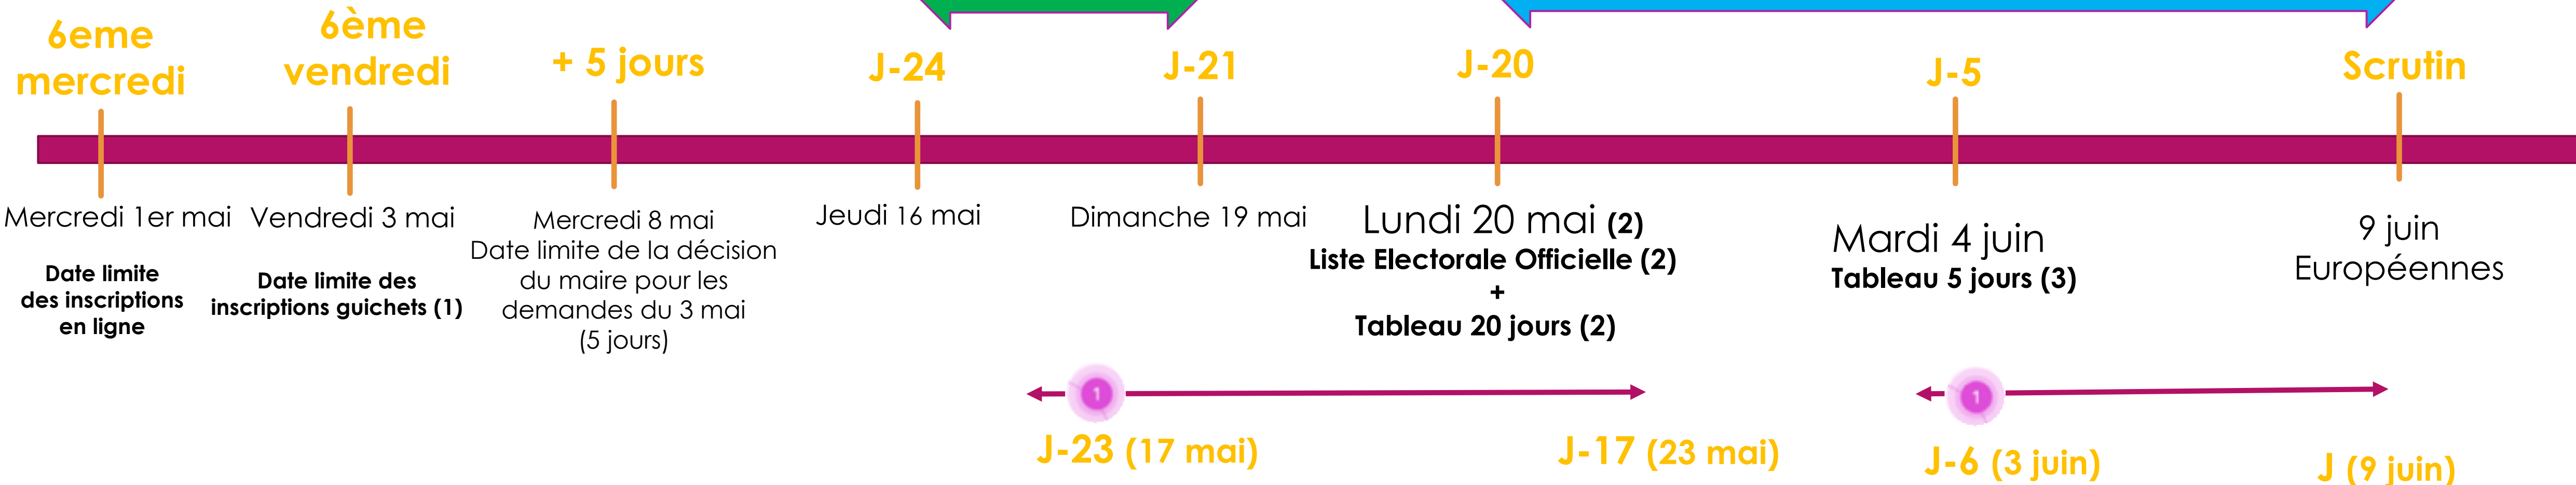 6eme
mercredi
6ème
vendredi
+ 5 jours
J-24
J-21
J-20
J-5
Scrutin
Mercredi 1er mai
Date limite
des inscriptions
en ligne
Vendredi 3 mai
Date limite des
inscriptions guichets (1)
Mercredi 8 mai
Date limite de la décision
du maire pour les
demandes du 3 mai
(5 jours)
Jeudi 16 mai
Dimanche 19 mai
Lundi 20 mai (2)
Liste Electorale Officielle (2)
+
Tableau 20 jours (2)
Mardi 4 juin
Tableau 5 jours (3)
9 juin
Européennes
1
1
J-23 (17 mai)
J-17 (23 mai)
J-6 (3 juin)
J (9 juin)